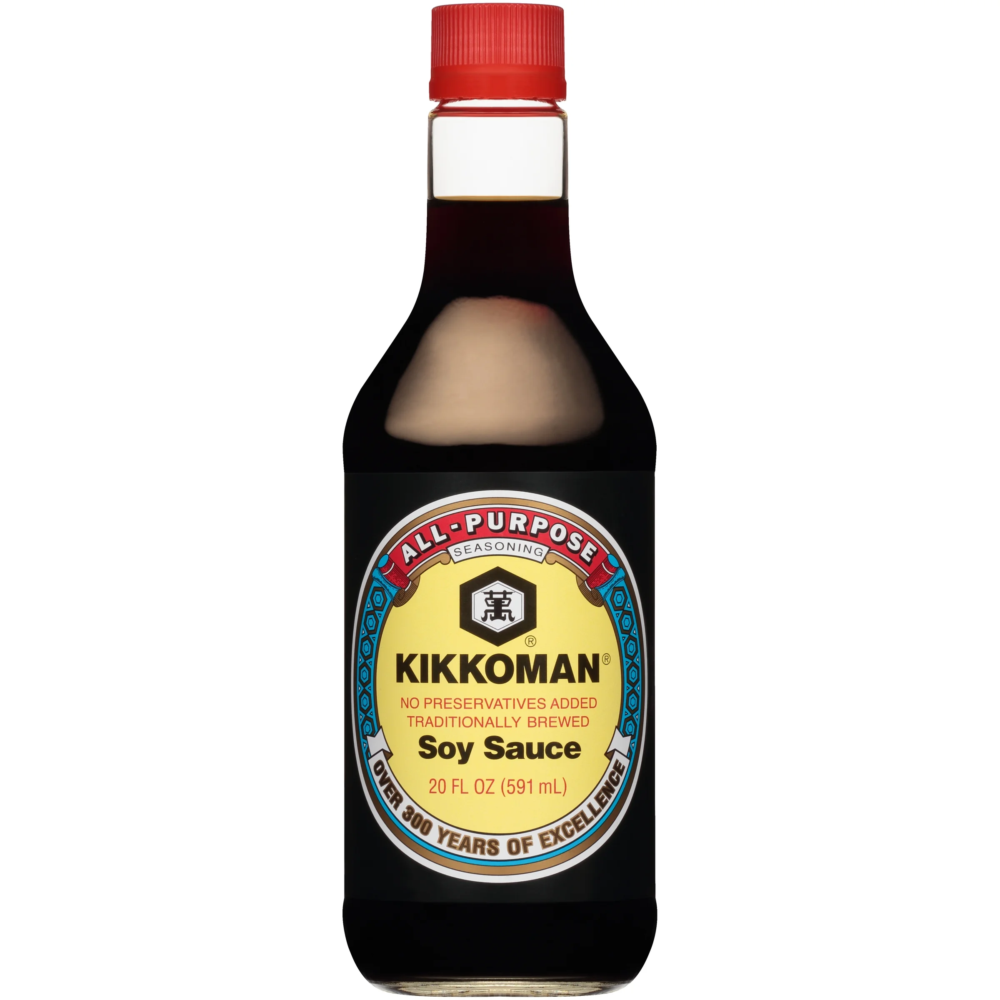 ALL-PURPOSE
SEASONING
萬
®
KIKKOMAN®
NO PRESERVATIVES ADDED
TRADITIONALLY BREWED
Soy Sauce
20 FL OZ (591 mL)
OVER 300 YEARS OF EXCELLENCE